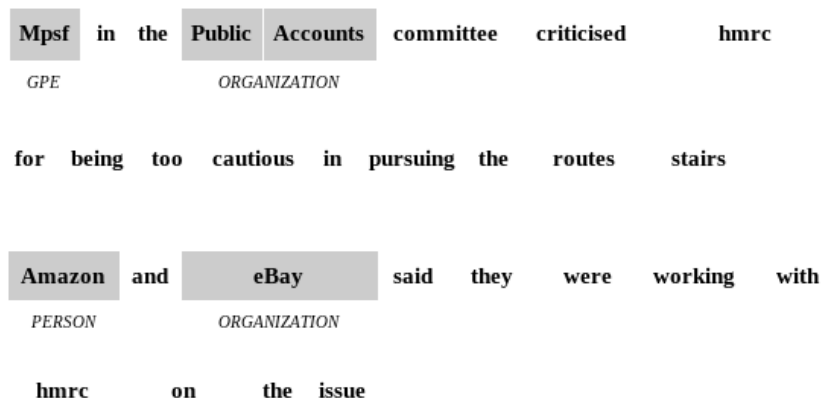 Mpsf in the Public Accounts committee criticised hmrc
GPE ORGANIZATION
for being too cautious in pursuing the routes stairs
Amazon and eBay said they were working with
PERSON ORGANIZATION
hmrc on the issue